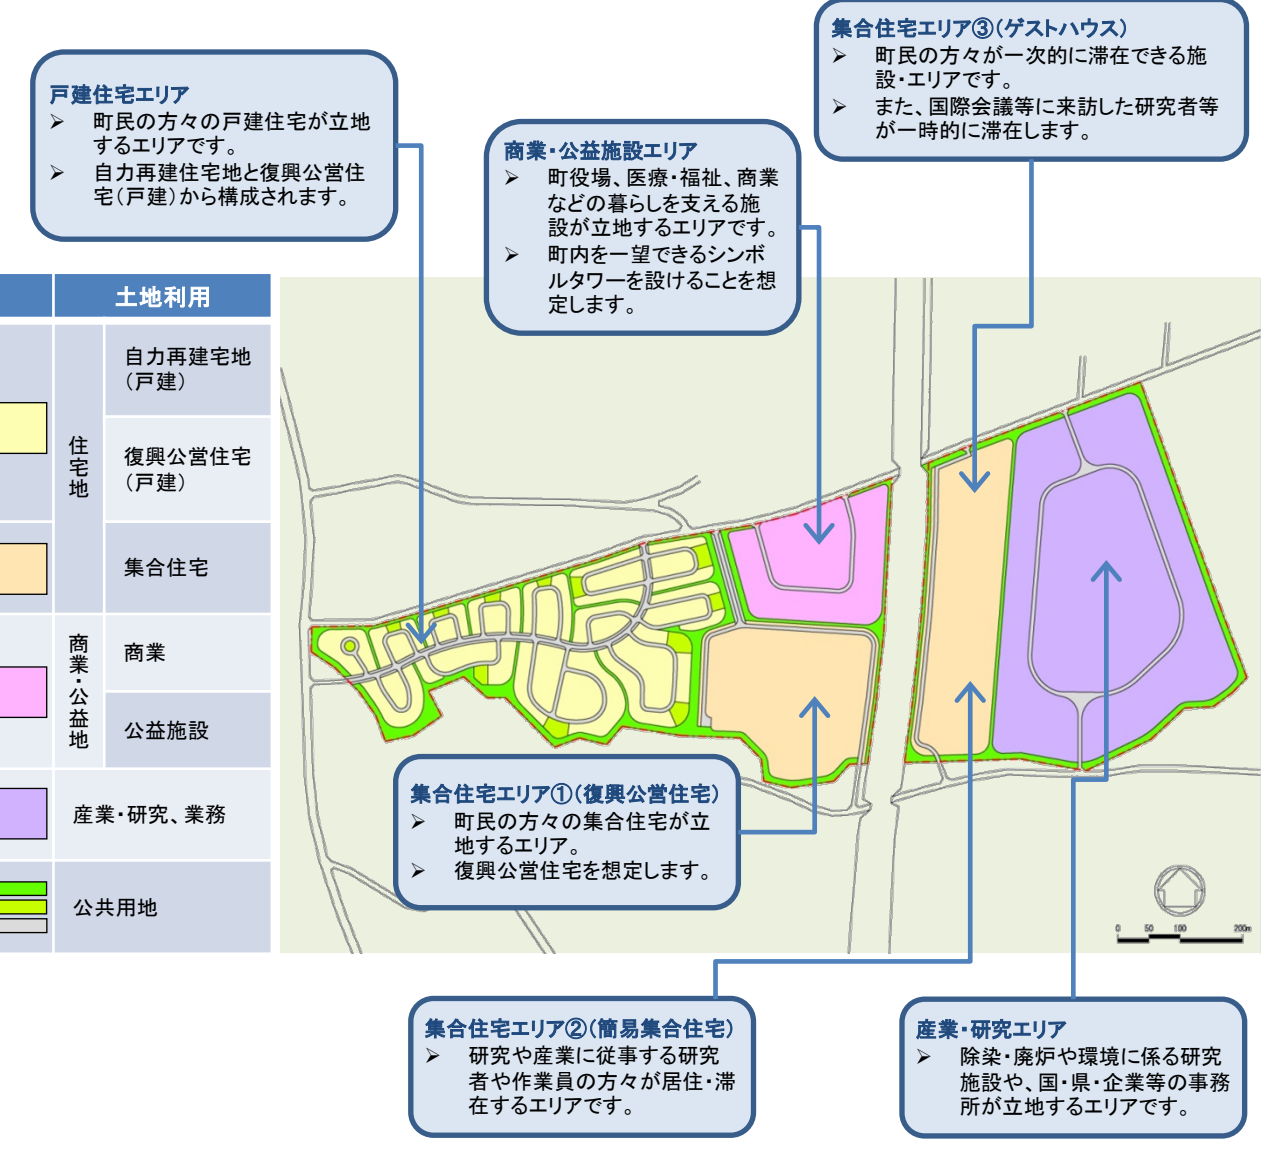 集合住宅エリア③(ゲストハウス)
➢ 町民の方々が一次的に滞在できる施
設・エリアです。
➢ また、国際会議等に来訪した研究者等
が一時的に滞在します。
戸建住宅エリア
➢ 町民の方々の戸建住宅が立地
するエリアです。
➢ 自力再建住宅地と復興公営住
宅(戸建)から構成されます。
商業・公益施設エリア
➢ 町役場、医療・福祉、商業
などの暮らしを支える施
設が立地するエリアです。
➢ 町内を一望できるシンボ
ルタワーを設けることを想
定します。
土地利用
住宅地
自力再建宅地
(戸建)
復興公営住宅
(戸建)
集合住宅
商業・公益地
商業
公益施設
産業・研究、業務
公共用地
集合住宅エリア①(復興公営住宅)
➢ 町民の方々の集合住宅が立
地するエリア。
➢ 復興公営住宅を想定します。
0 50 100 200m
集合住宅エリア②(簡易集合住宅)
➢ 研究や産業に従事する研究
者や作業員の方々が居住・滞
在するエリアです。
産業・研究エリア
➢ 除染・廃炉や環境に係る研究
施設や、国・県・企業等の事務
所が立地するエリアです。